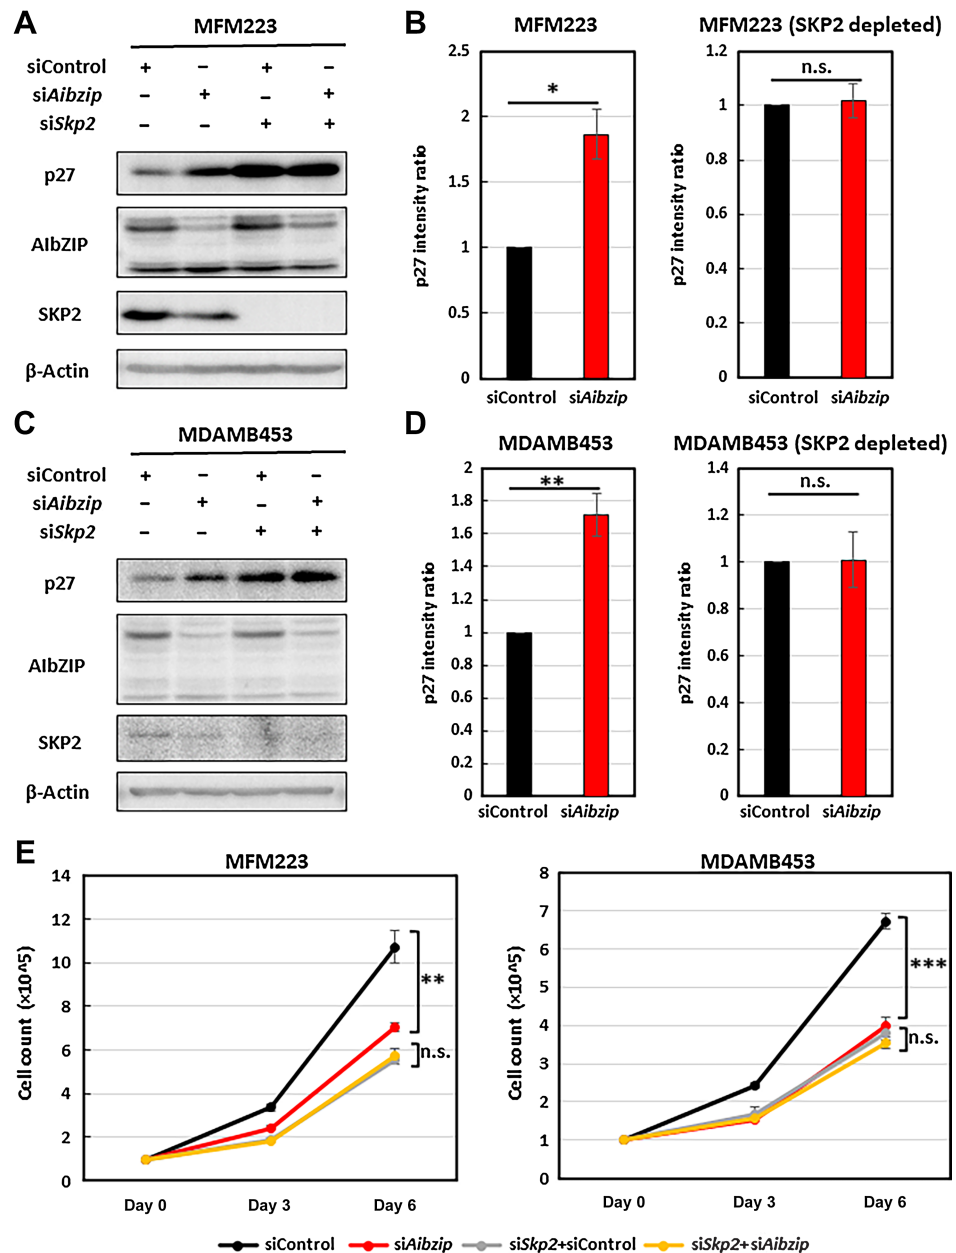 A
MFM223
siControl + – + –
siAibzip – + – +
siSkp2 – – + +
p27
AIbZIP
SKP2
β-Actin
B
MFM223
p27 intensity ratio
2.5
2
1.5
1
0.5
0
*
siControl siAibzip
MFM223 (SKP2 depleted)
p27 intensity ratio
1.2
1
0.8
0.6
0.4
0.2
0
n.s.
siControl siAibzip
C
MDAMB453
siControl + – + –
siAibzip – + – +
siSkp2 – – + +
p27
AIbZIP
SKP2
β-Actin
D
MDAMB453
p27 intensity ratio
2
1.8
1.6
1.4
1.2
1
0.8
0.6
0.4
0.2
0
**
siControl siAibzip
MDAMB453 (SKP2 depleted)
p27 intensity ratio
1.4
1.2
1
0.8
0.6
0.4
0.2
0
n.s.
siControl siAibzip
E
MFM223
Cell count (×10^5)
14
12
10
8
6
4
2
0
**
n.s.
Day 0 Day 3 Day 6
MDAMB453
Cell count (×10^5)
8
7
6
5
4
3
2
1
0
***
n.s.
Day 0 Day 3 Day 6
siControl siAibzip siSkp2+siControl siSkp2+siAibzip